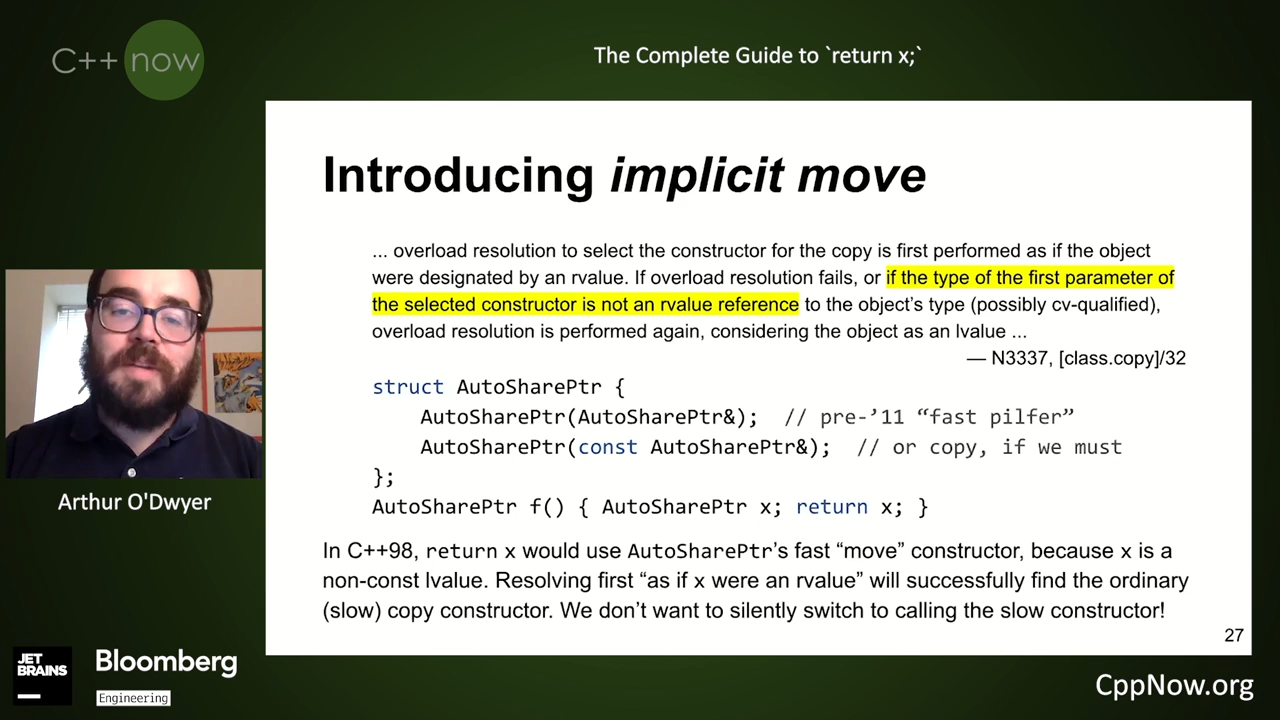 C++ now
The Complete Guide to `return x;`
Introducing implicit move
... overload resolution to select the constructor for the copy is first performed as if the object
were designated by an rvalue. If overload resolution fails, or if the type of the first parameter of
the selected constructor is not an rvalue reference to the object’s type (possibly cv-qualified),
overload resolution is performed again, considering the object as an lvalue ...
— N3337, [class.copy]/32
struct AutoSharePtr {
AutoSharePtr(AutoSharePtr&); // pre-’11 “fast pilfer”
AutoSharePtr(const AutoSharePtr&); // or copy, if we must
};
AutoSharePtr f() { AutoSharePtr x; return x; }
In C++98, return x would use AutoSharePtr’s fast “move” constructor, because x is a
non-const lvalue. Resolving first “as if x were an rvalue” will successfully find the ordinary
(slow) copy constructor. We don’t want to silently switch to calling the slow constructor!
27
Arthur O'Dwyer
JET
BRAINS
Bloomberg
Engineering
CppNow.org